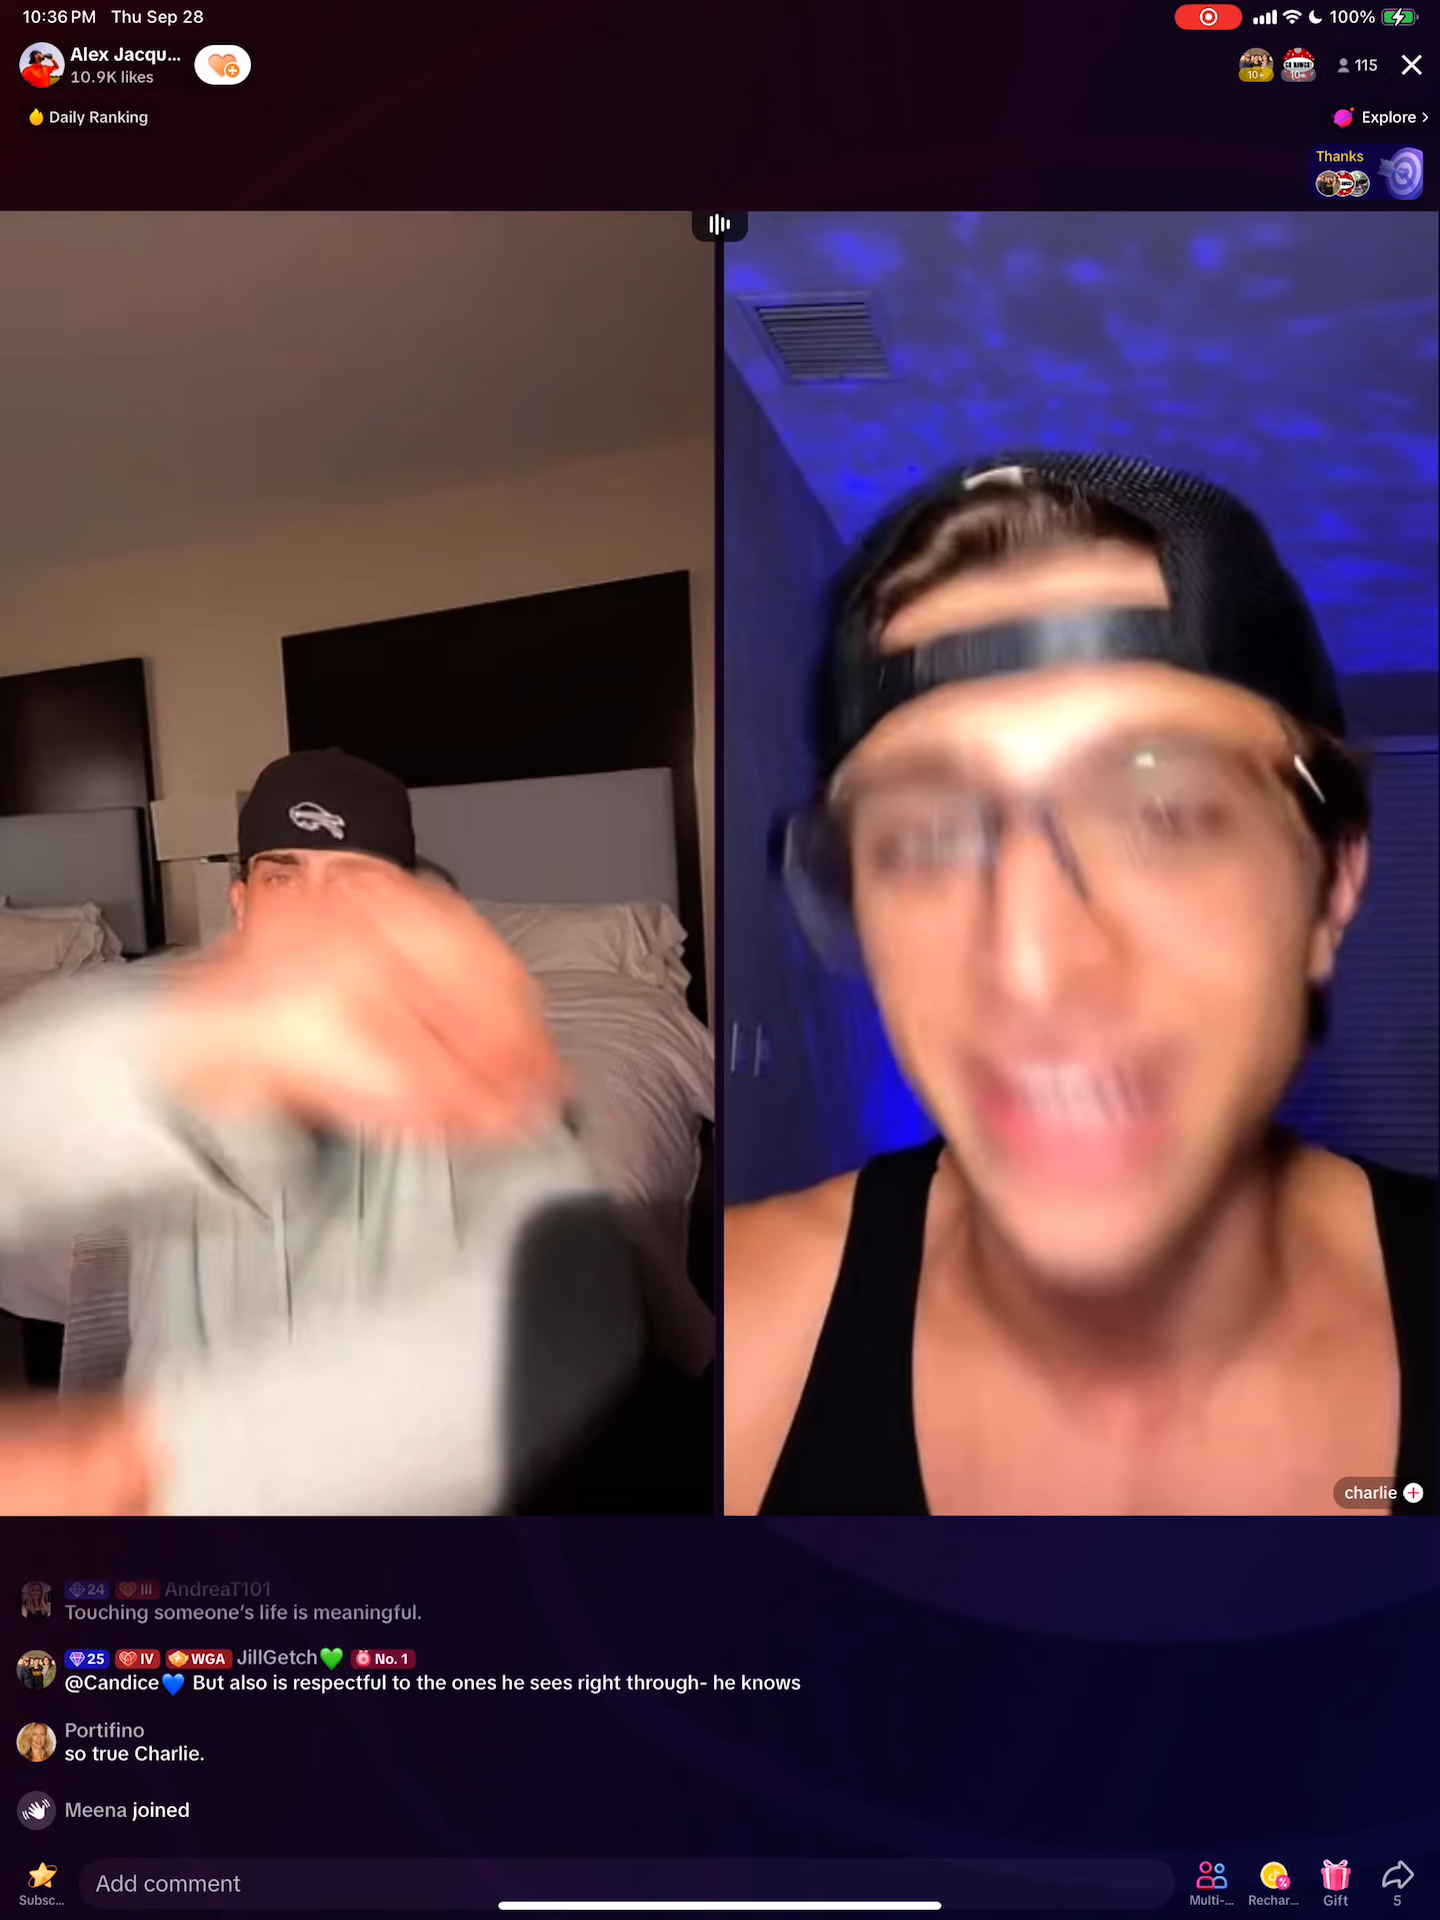 10:36 PM Thu Sep 28
100%
Alex Jacqu...
10.9K likes
10+
10+
115
Daily Ranking
Explore >
Thanks
charlie
24 III AndreaT101
Touching someone's life is meaningful.
25 IV WGA JillGetch💚 No. 1
@Candice💙 But also is respectful to the ones he sees right through- he knows
Portifino
so true Charlie.
Meena joined
Add comment
Subsc...
Multi-...
Rechar...
Gift
5